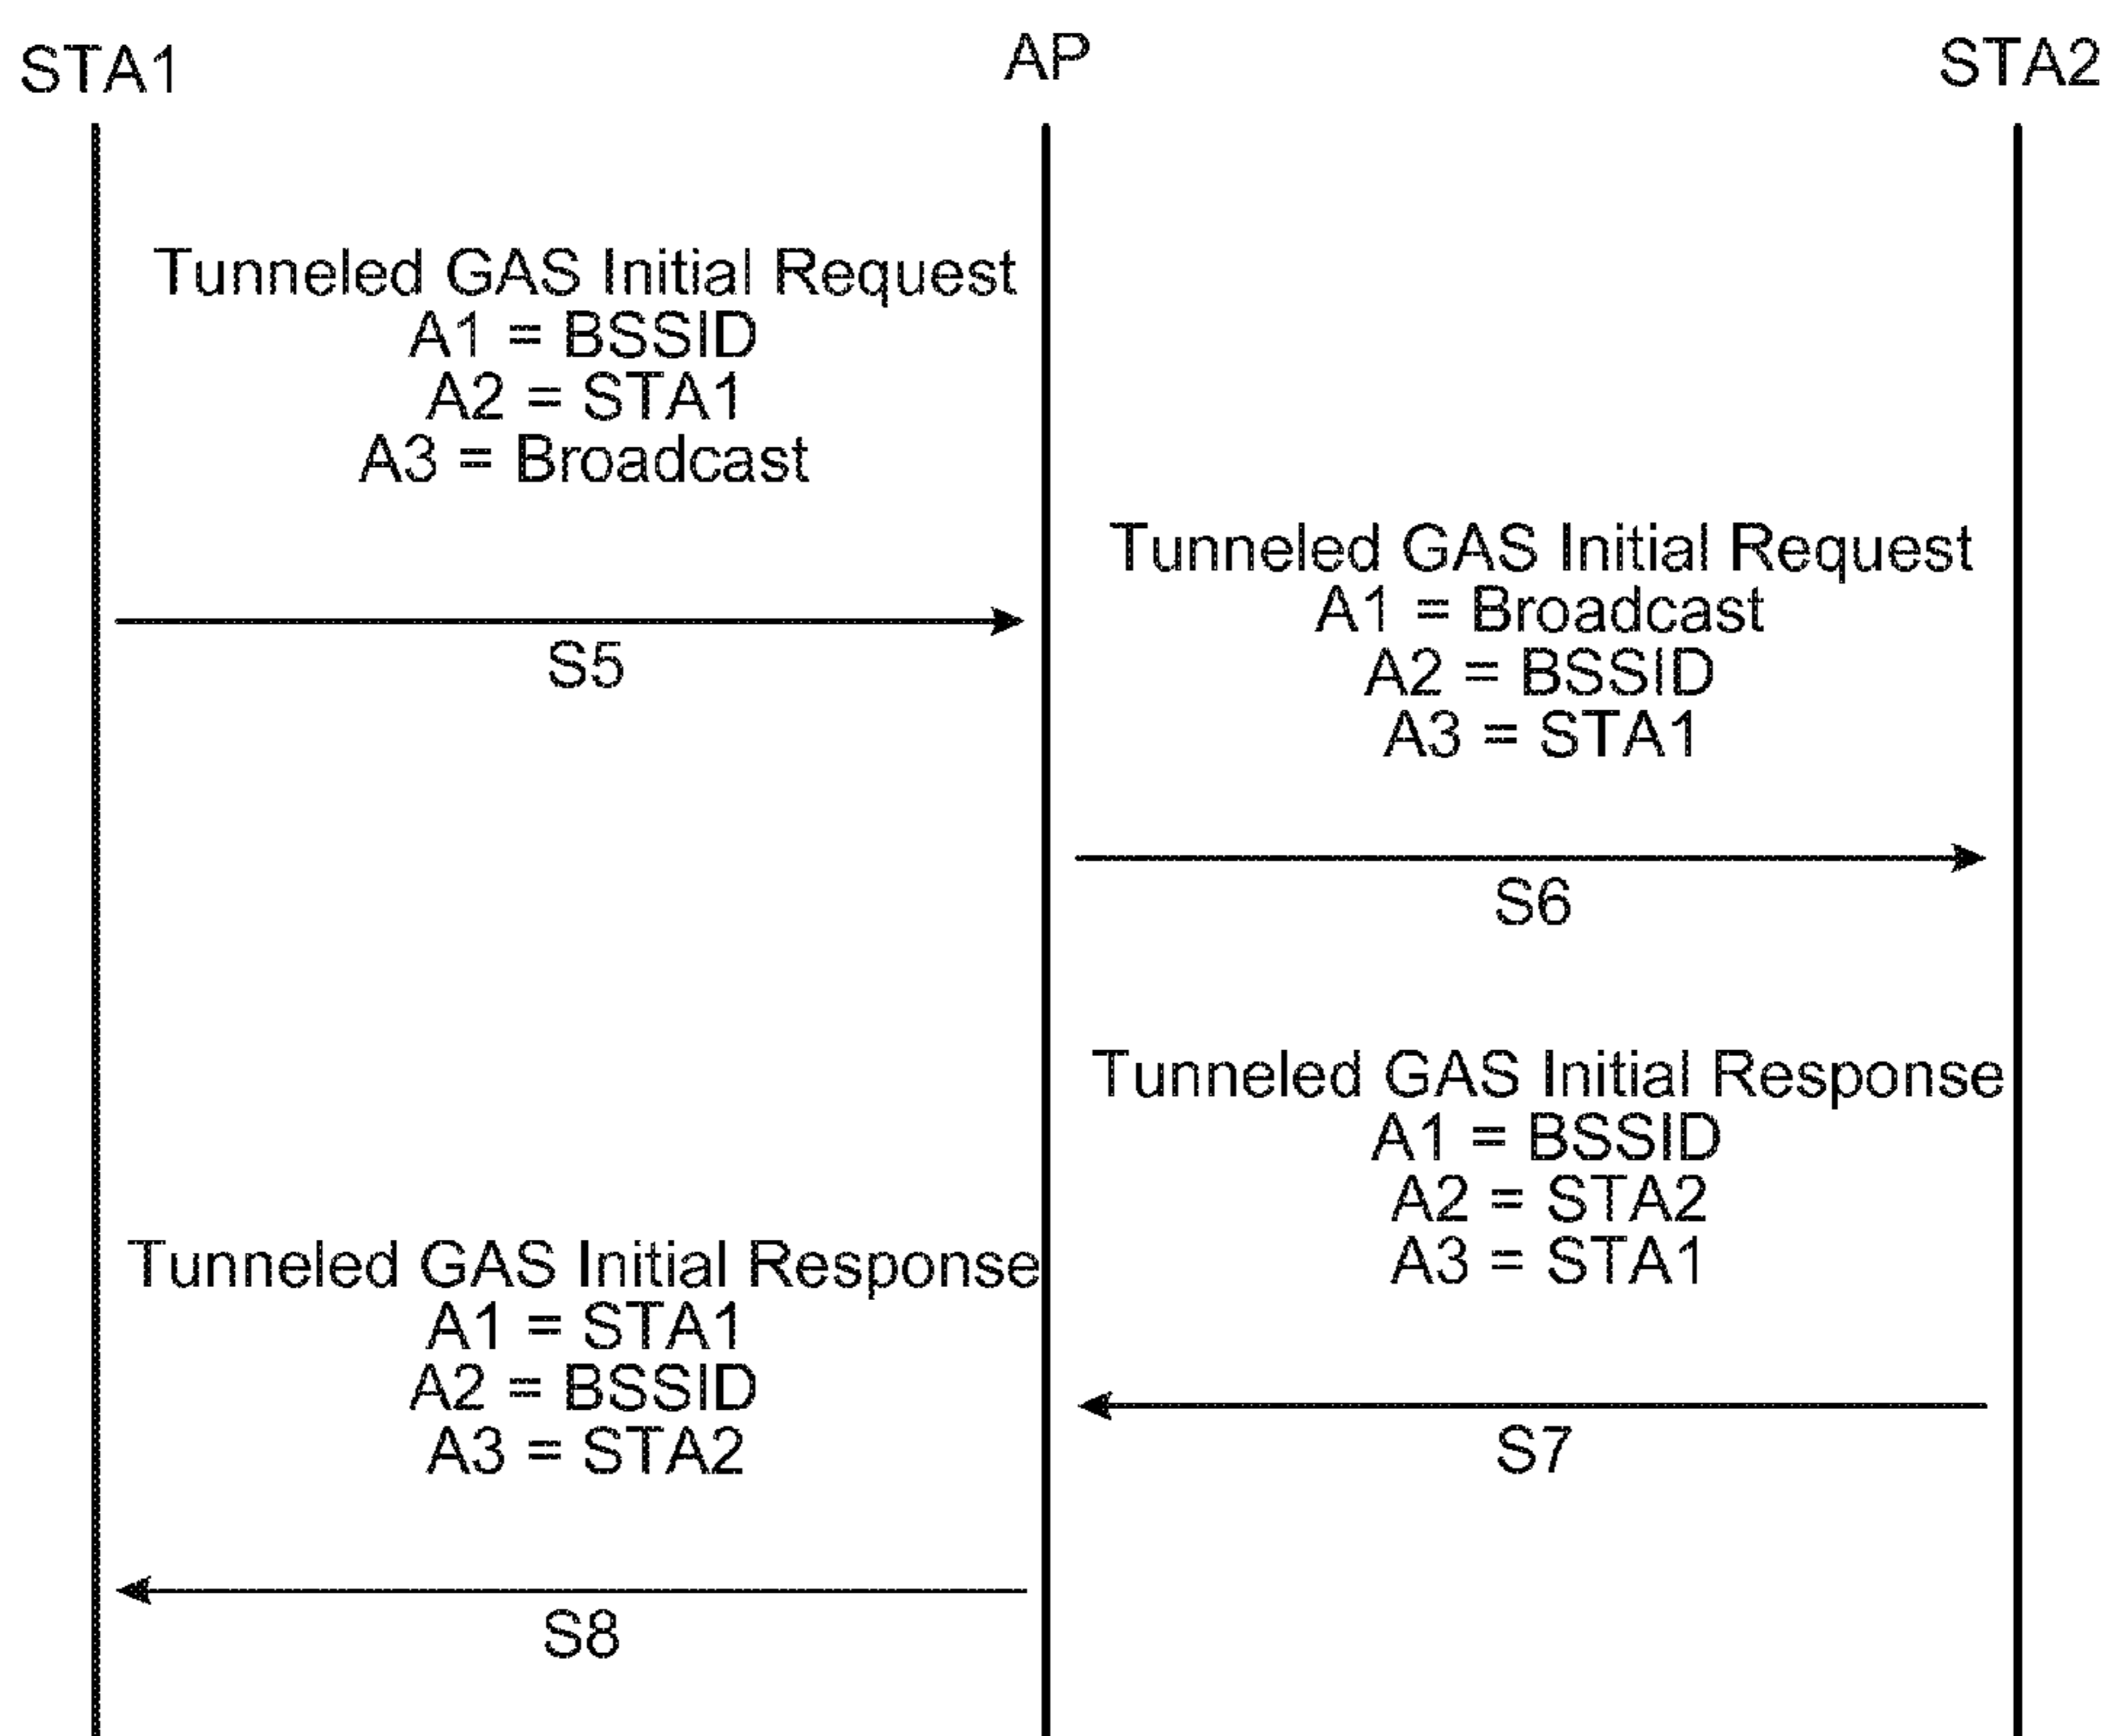 STA1
AP
STA2
Tunneled GAS Initial Request
A1 = BSSID
A2 = STA1
A3 = Broadcast
S5
Tunneled GAS Initial Request
A1 = Broadcast
A2 = BSSID
A3 = STA1
S6
Tunneled GAS Initial Response
A1 = BSSID
A2 = STA2
A3 = STA1
S7
Tunneled GAS Initial Response
A1 = STA1
A2 = BSSID
A3 = STA2
S8